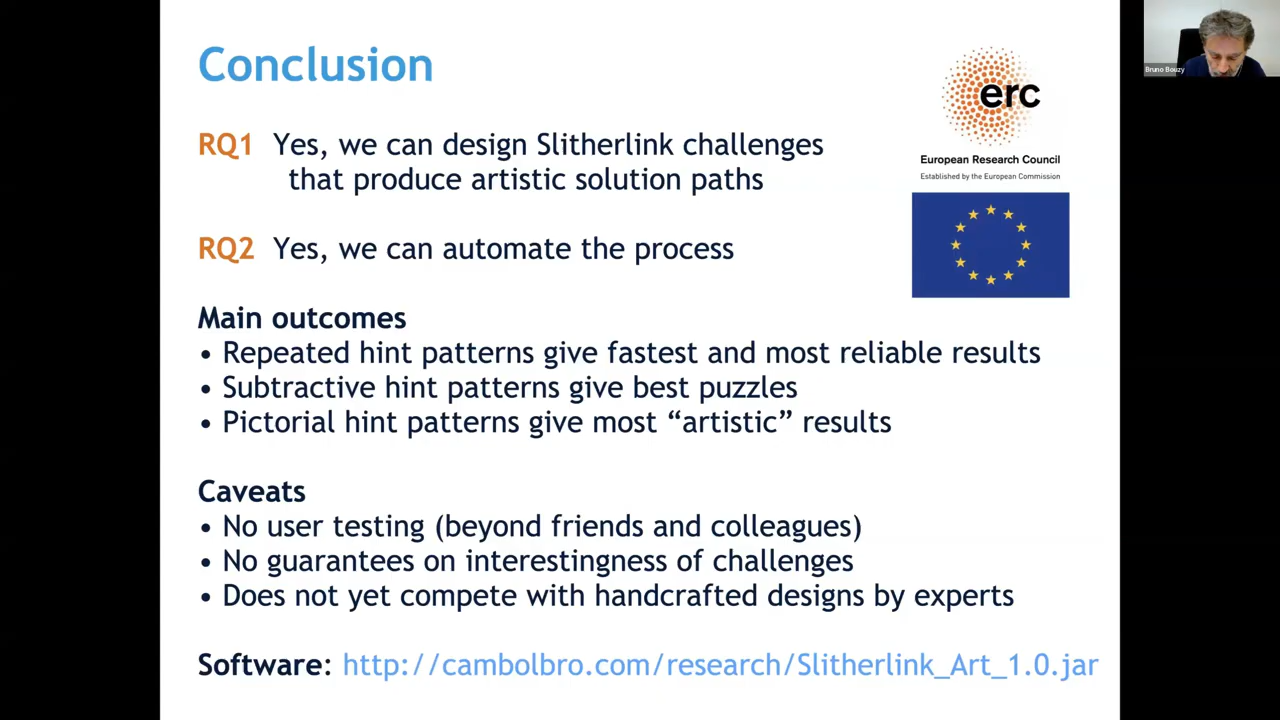 Conclusion
Bruno Bouzy
erc
European Research Council
Established by the European Commission
RQ1 Yes, we can design Slitherlink challenges
that produce artistic solution paths
RQ2 Yes, we can automate the process
Main outcomes
• Repeated hint patterns give fastest and most reliable results
• Subtractive hint patterns give best puzzles
• Pictorial hint patterns give most “artistic” results
Caveats
• No user testing (beyond friends and colleagues)
• No guarantees on interestingness of challenges
• Does not yet compete with handcrafted designs by experts
Software: http://cambolbro.com/research/Slitherlink_Art_1.0.jar